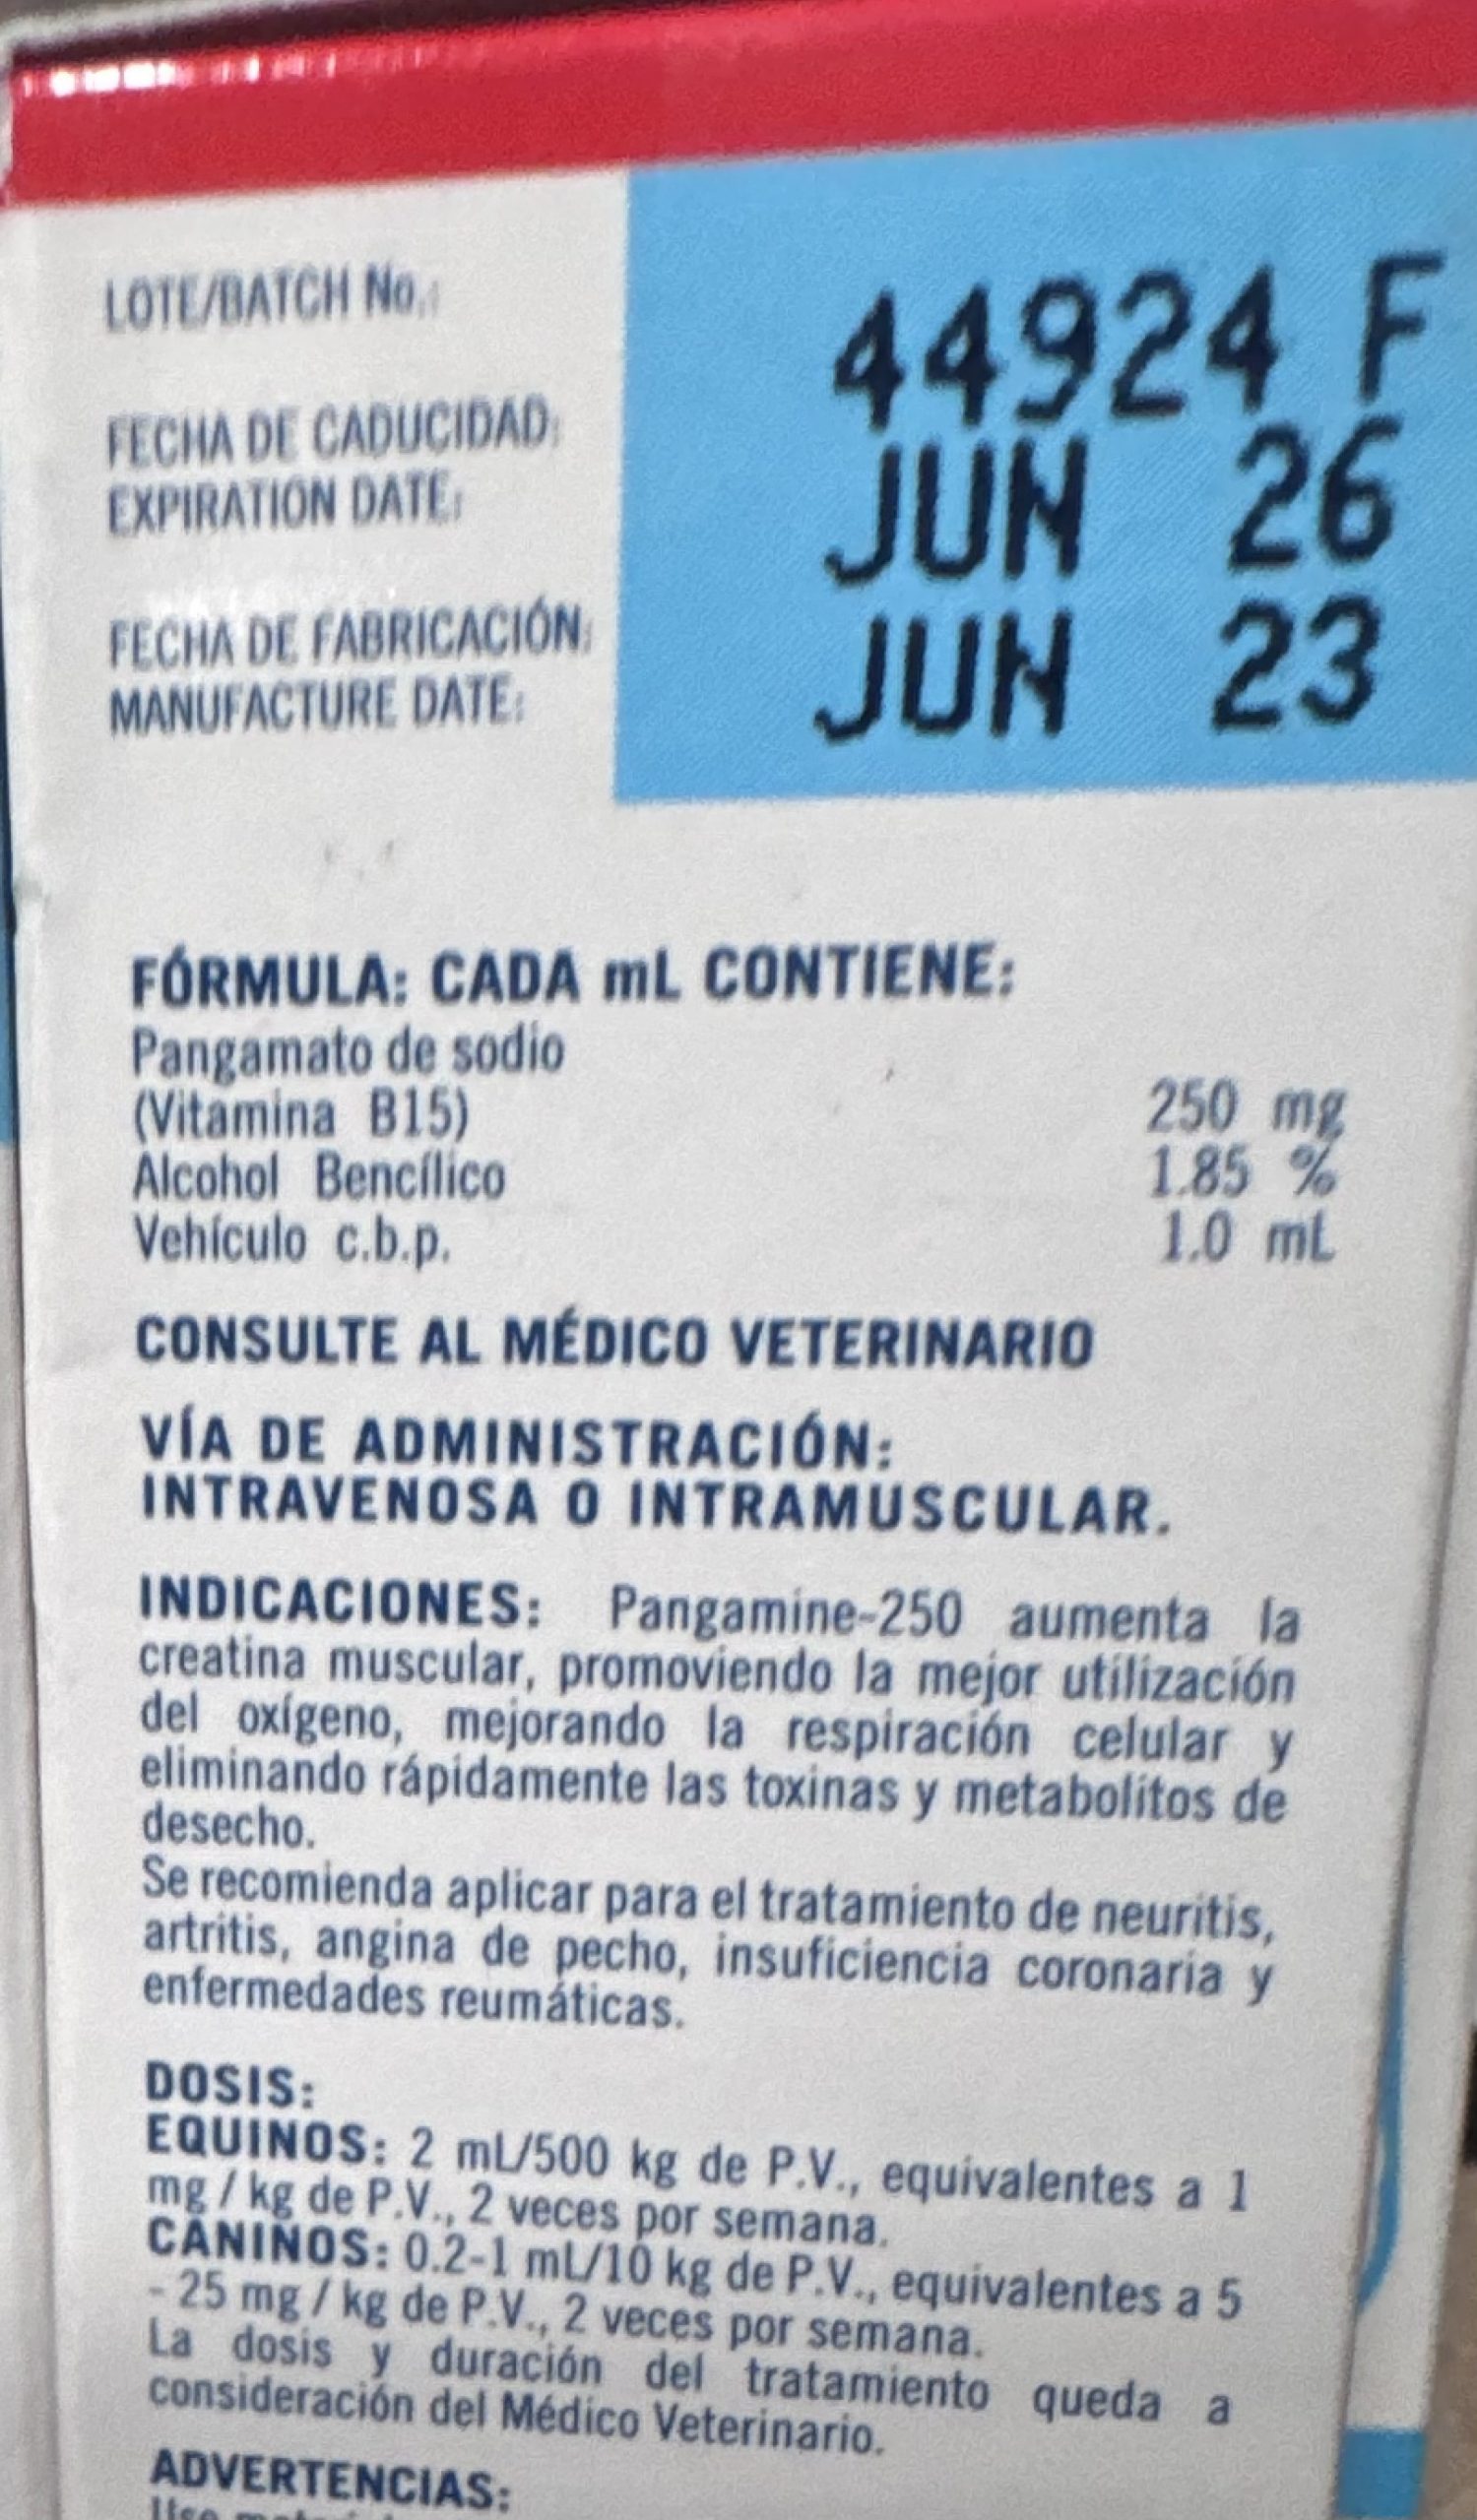 LOTE/BATCH No.:
44924 F
FECHA DE CADUCIDAD:
EXPIRATION DATE:
JUN 26
FECHA DE FABRICACIÓN:
MANUFACTURE DATE:
JUN 23
FÓRMULA: CADA mL CONTIENE:
Pangamato de sodio
(Vitamina B15) 250 mg
Alcohol Bencílico 1.85 %
Vehículo c.b.p. 1.0 mL
CONSULTE AL MÉDICO VETERINARIO
VÍA DE ADMINISTRACIÓN:
INTRAVENOSA O INTRAMUSCULAR.
INDICACIONES: Pangamine-250 aumenta la
creatina muscular, promoviendo la mejor utilización
del oxígeno, mejorando la respiración celular y
eliminando rápidamente las toxinas y metabolitos de
desecho.
Se recomienda aplicar para el tratamiento de neuritis,
artritis, angina de pecho, insuficiencia coronaria y
enfermedades reumáticas.
DOSIS:
EQUINOS: 2 mL/500 kg de P.V., equivalentes a 1
mg / kg de P.V., 2 veces por semana.
CANINOS: 0.2-1 mL/10 kg de P.V., equivalentes a 5
- 25 mg / kg de P.V., 2 veces por semana.
La dosis y duración del tratamiento queda a
consideración del Médico Veterinario.
ADVERTENCIAS: